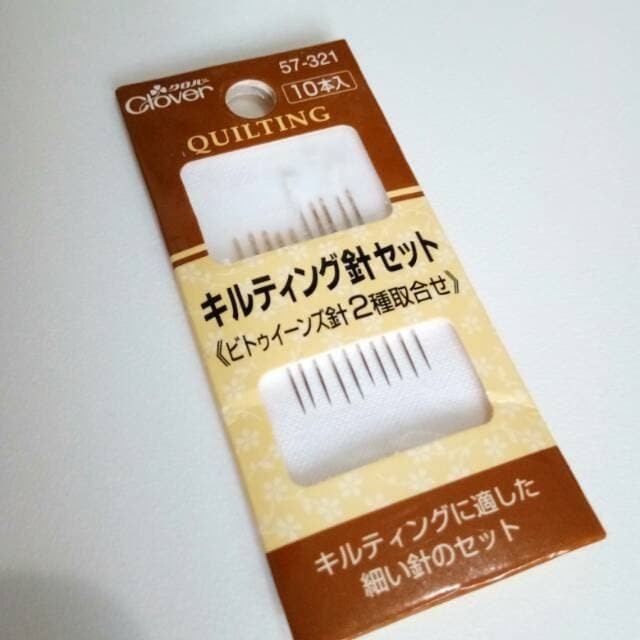 クロバー
Clover
57-321
10本入
QUILTING
キルティング針セット
《ビトゥイーンズ針2種取合せ》
キルティングに適した
細い針のセット